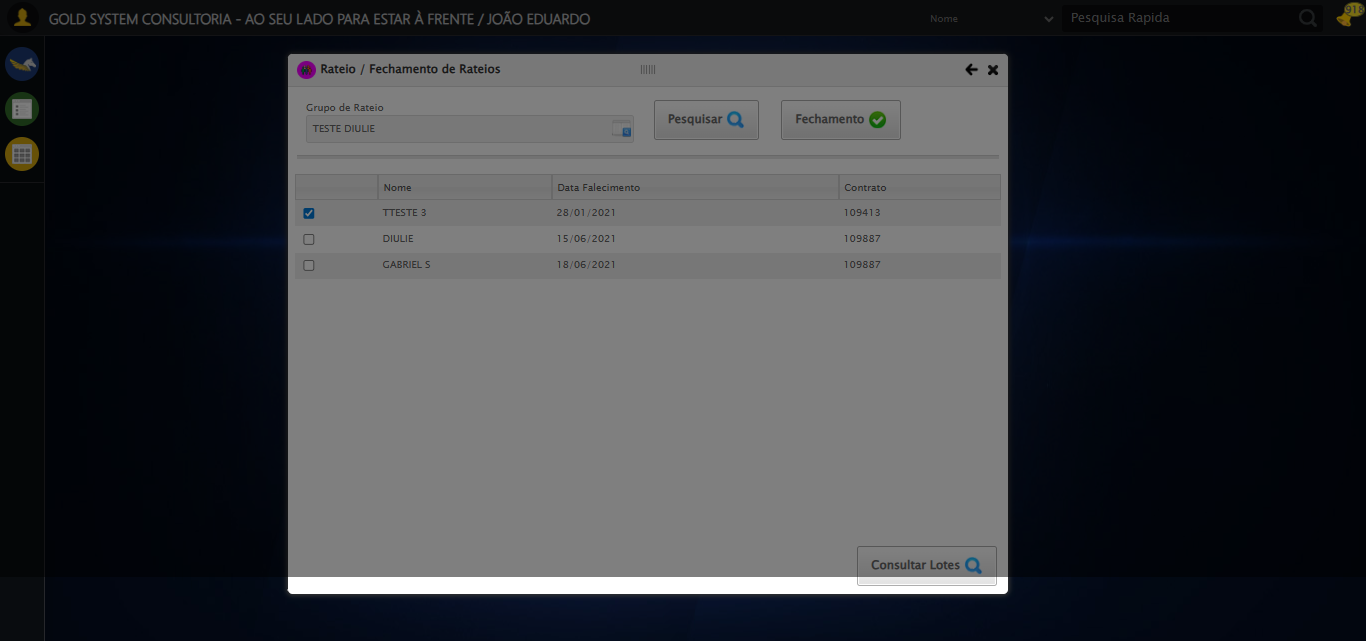 GOLD SYSTEM CONSULTORIA - AO SEU LADO PARA ESTAR À FRENTE / JOÃO EDUARDO
Nome
Pesquisa Rapida
918
Rateio / Fechamento de Rateios
Grupo de Rateio
TESTE DIULIE
Pesquisar
Fechamento
Nome Data Falecimento Contrato
TTESTE 3 28/01/2021 109413
DIULIE 15/06/2021 109887
GABRIEL S 18/06/2021 109887
Consultar Lotes